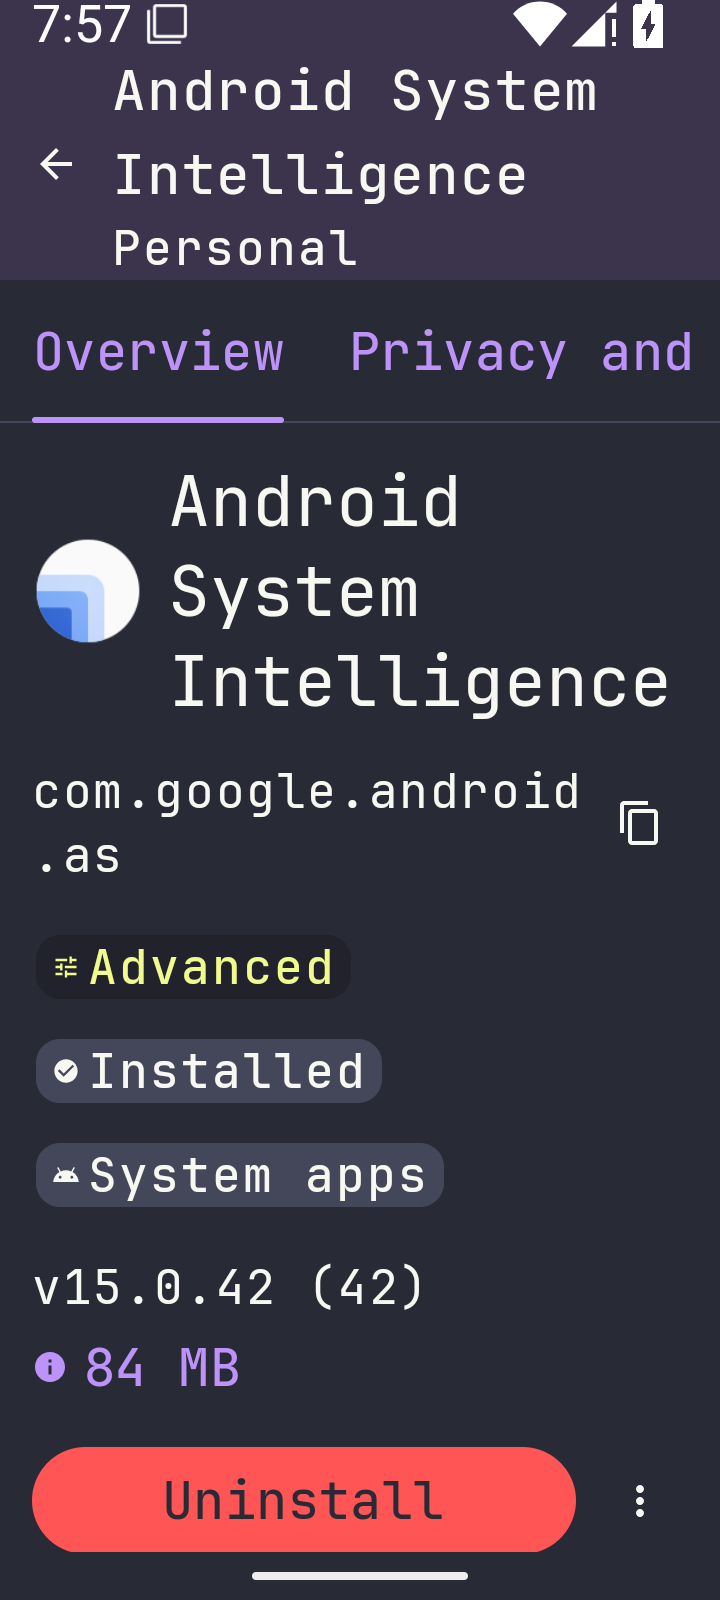 7:57
Android System
Intelligence
Personal
Overview Privacy and
Android
System
Intelligence
com.google.android
.as
Advanced
Installed
System apps
v15.0.42 (42)
84 MB
Uninstall